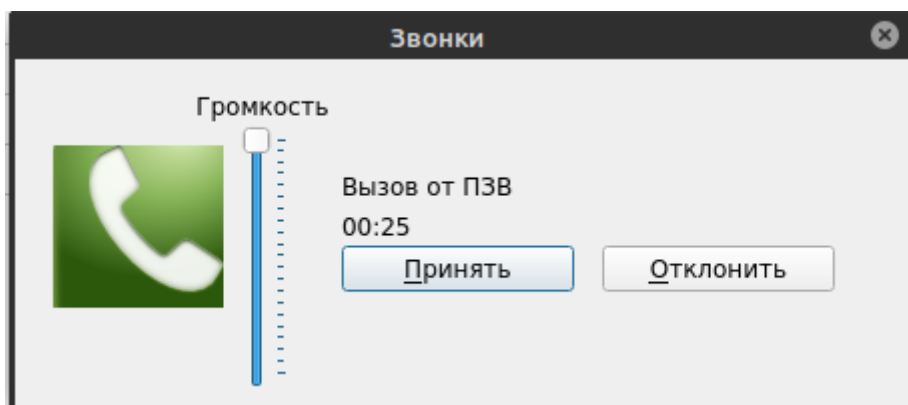 Звонки
Громкость
Вызов от ПЗВ
00:25
Принять
Отклонить